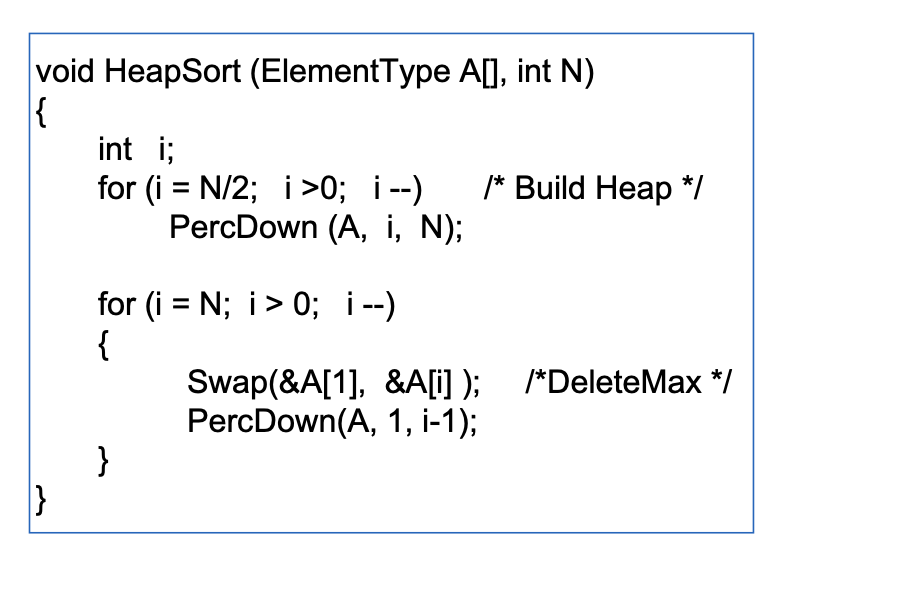 void HeapSort (ElementType A[], int N)
{
int i;
for (i = N/2; i >0; i --) /* Build Heap */
PercDown (A, i, N);
for (i = N; i > 0; i --)
{
Swap(&A[1], &A[i] ); /*DeleteMax */
PercDown(A, 1, i-1);
}
}